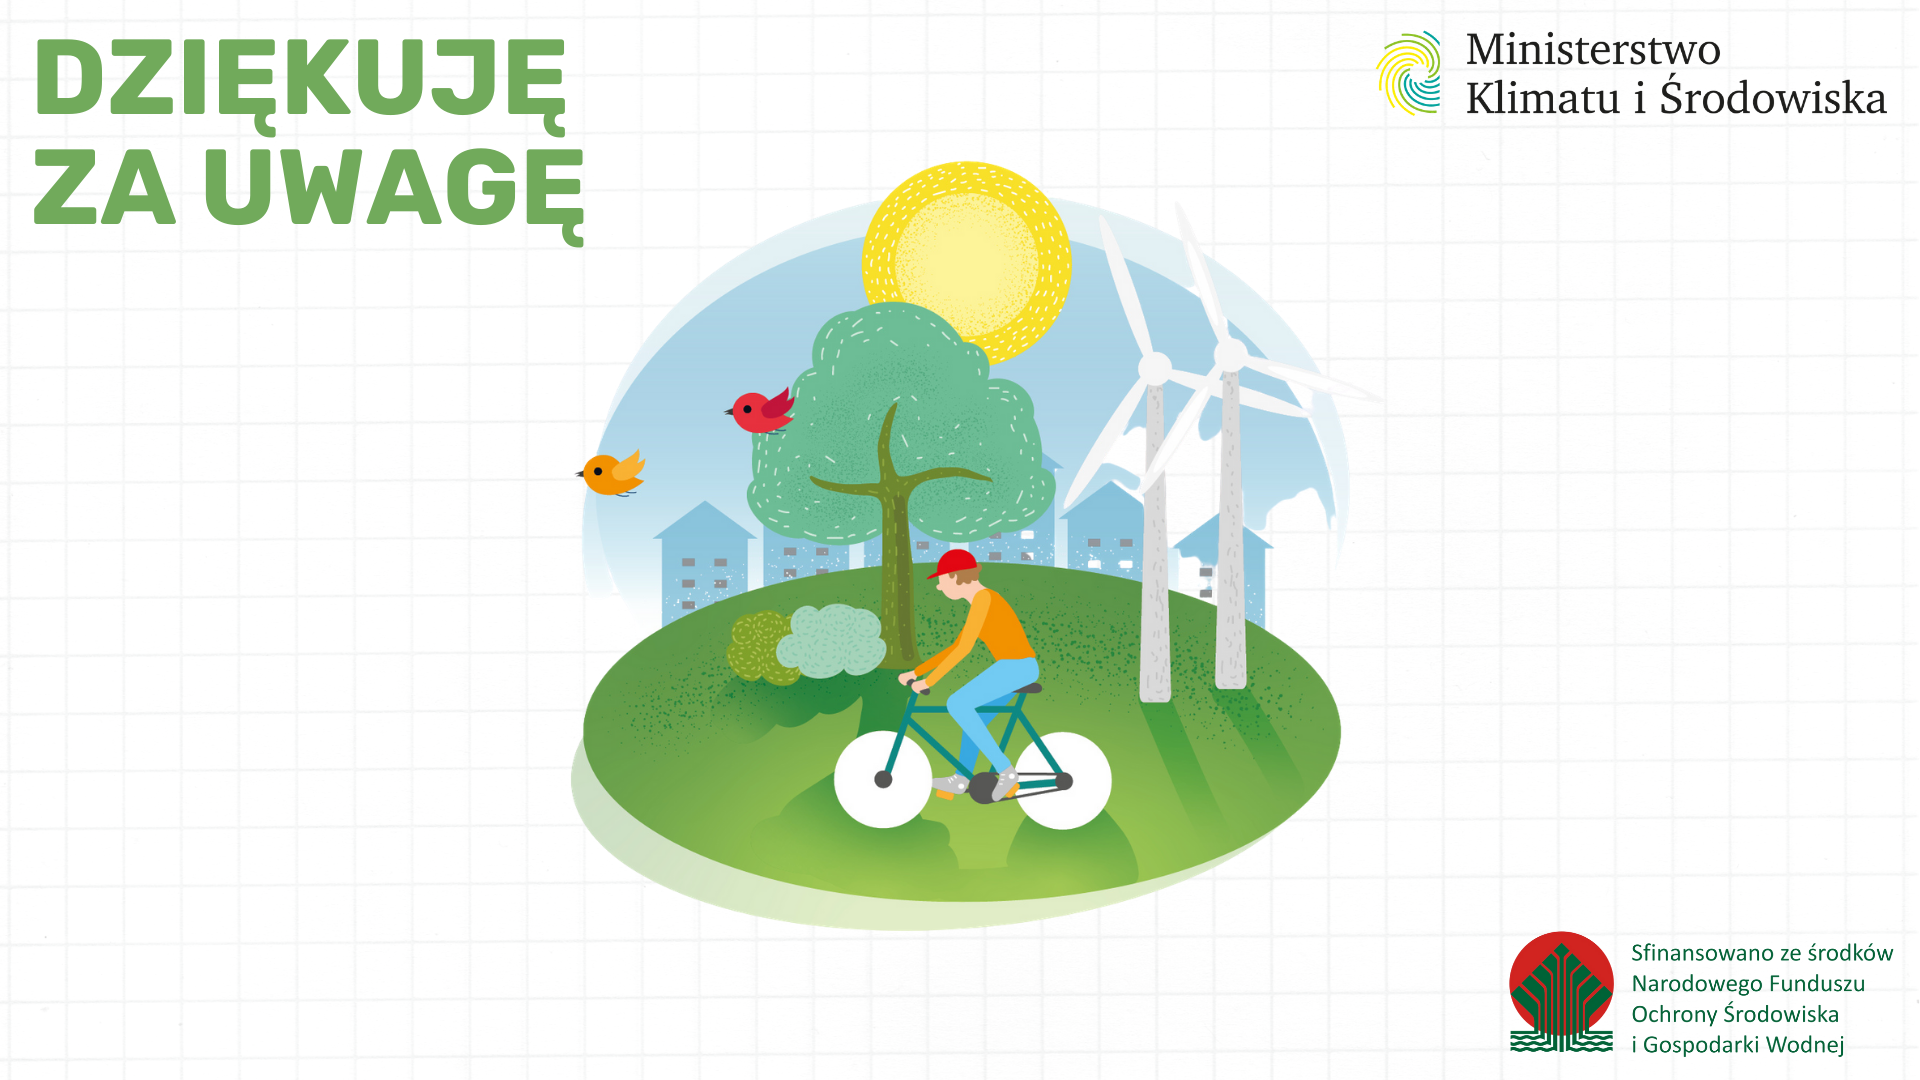 DZIĘKUJĘ
ZA UWAGĘ
Ministerstwo
Klimatu i Środowiska
Sfinansowano ze środków
Narodowego Funduszu
Ochrony Środowiska
i Gospodarki Wodnej